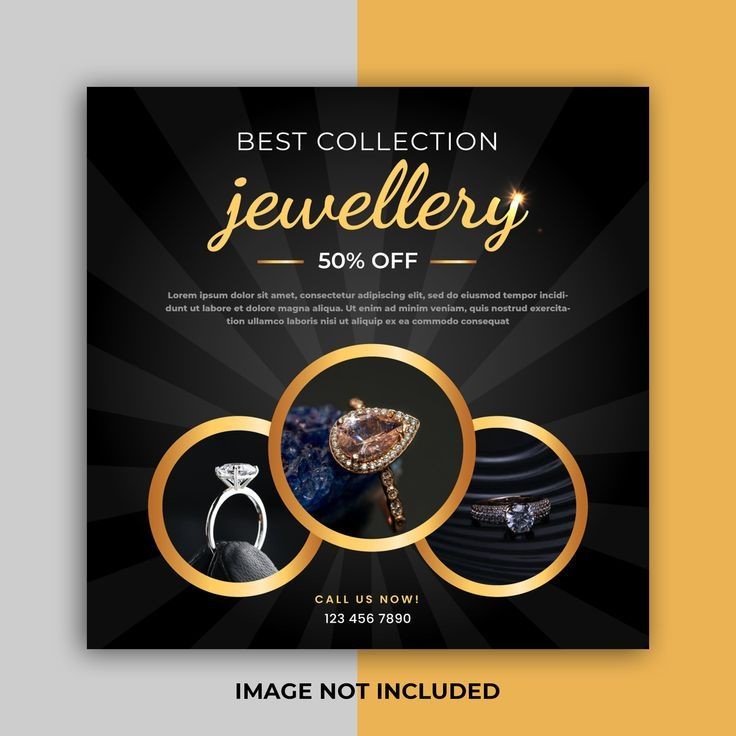 BEST COLLECTION
jewellery
50% OFF
Lorem ipsum dolor sit amet, consectetur adipiscing elit, sed do eiusmod tempor incidi-
dunt ut labore et dolore magna aliqua. Ut enim ad minim veniam, quis nostrud exercita-
tion ullamco laboris nisi ut aliquip ex ea commodo consequat
CALL US NOW!
123 456 7890
IMAGE NOT INCLUDED